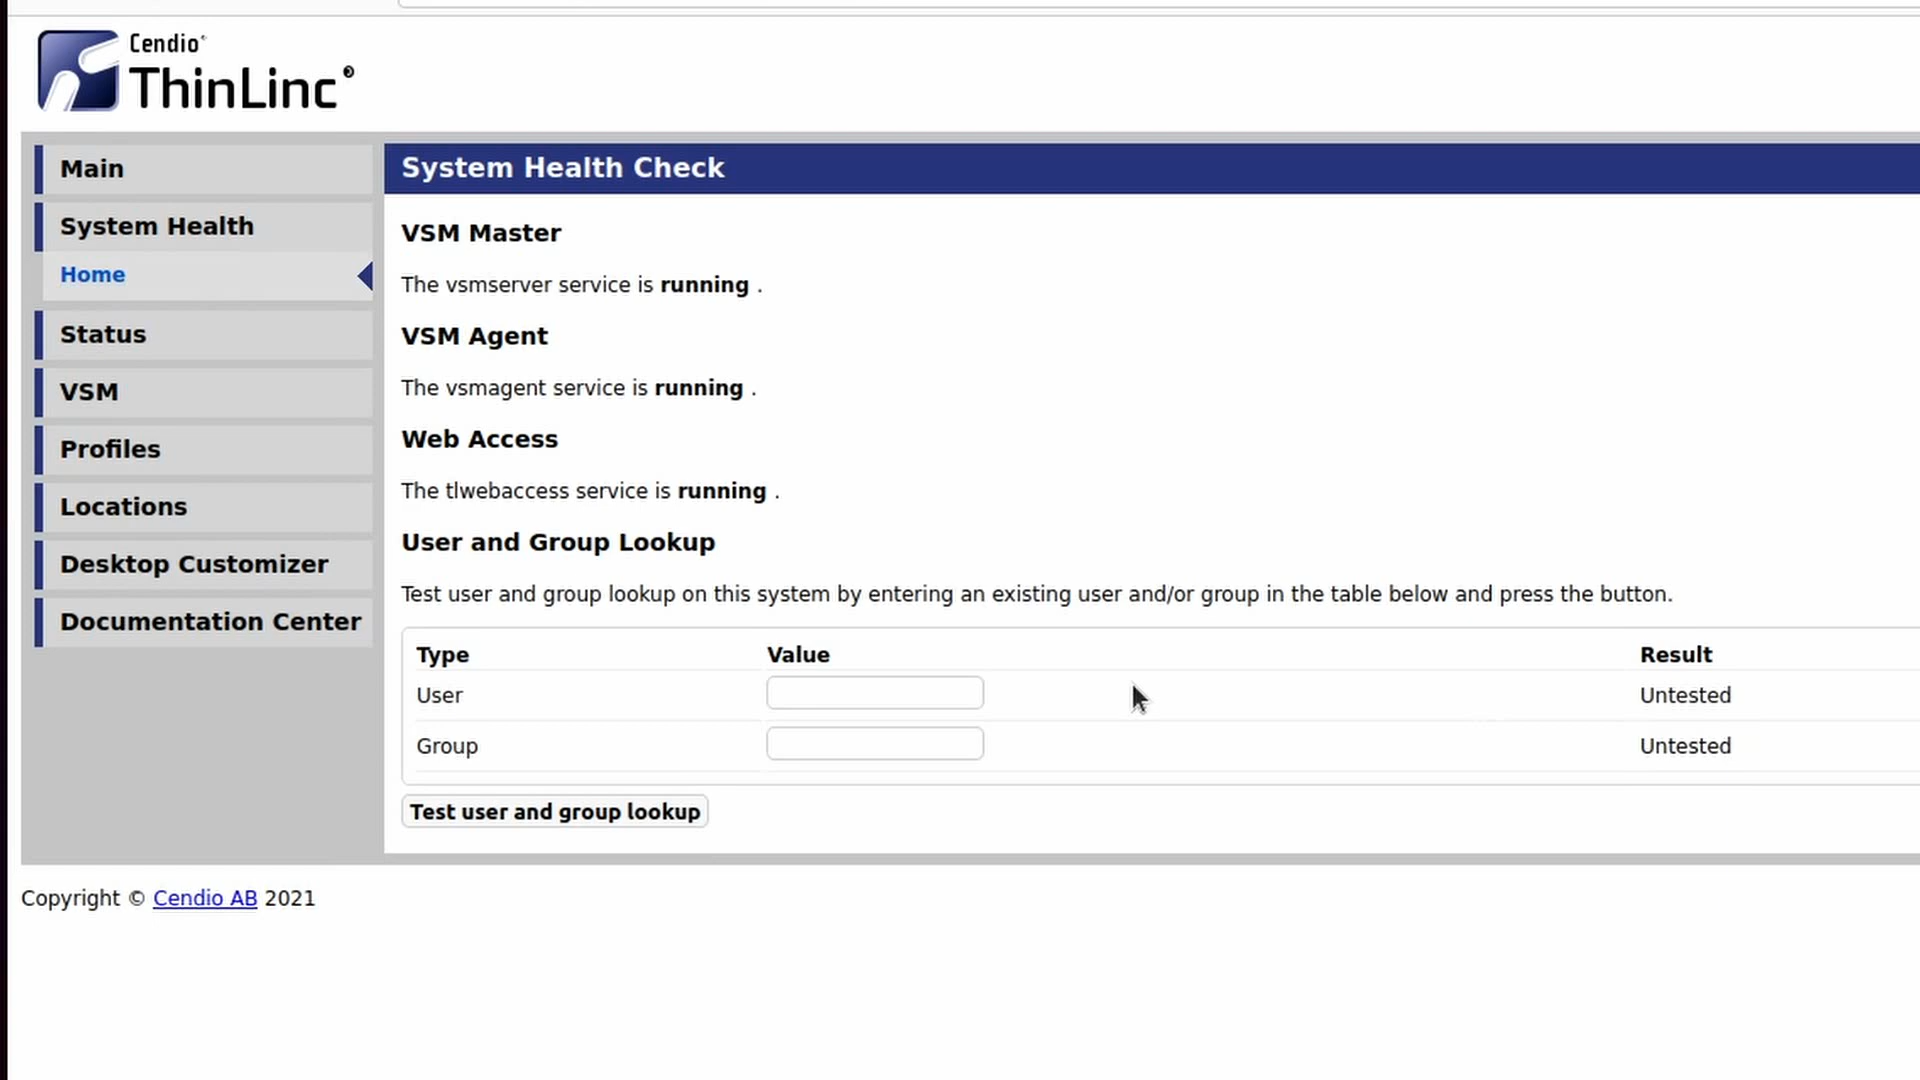 Cendio®
ThinLinc®
Main
System Health
Home
Status
VSM
Profiles
Locations
Desktop Customizer
Documentation Center
System Health Check
VSM Master
The vsmserver service is running .
VSM Agent
The vsmagent service is running .
Web Access
The tlwebaccess service is running .
User and Group Lookup
Test user and group lookup on this system by entering an existing user and/or group in the table below and press the button.
Type Value Result
User Untested
Group Untested
Test user and group lookup
Copyright © Cendio AB 2021